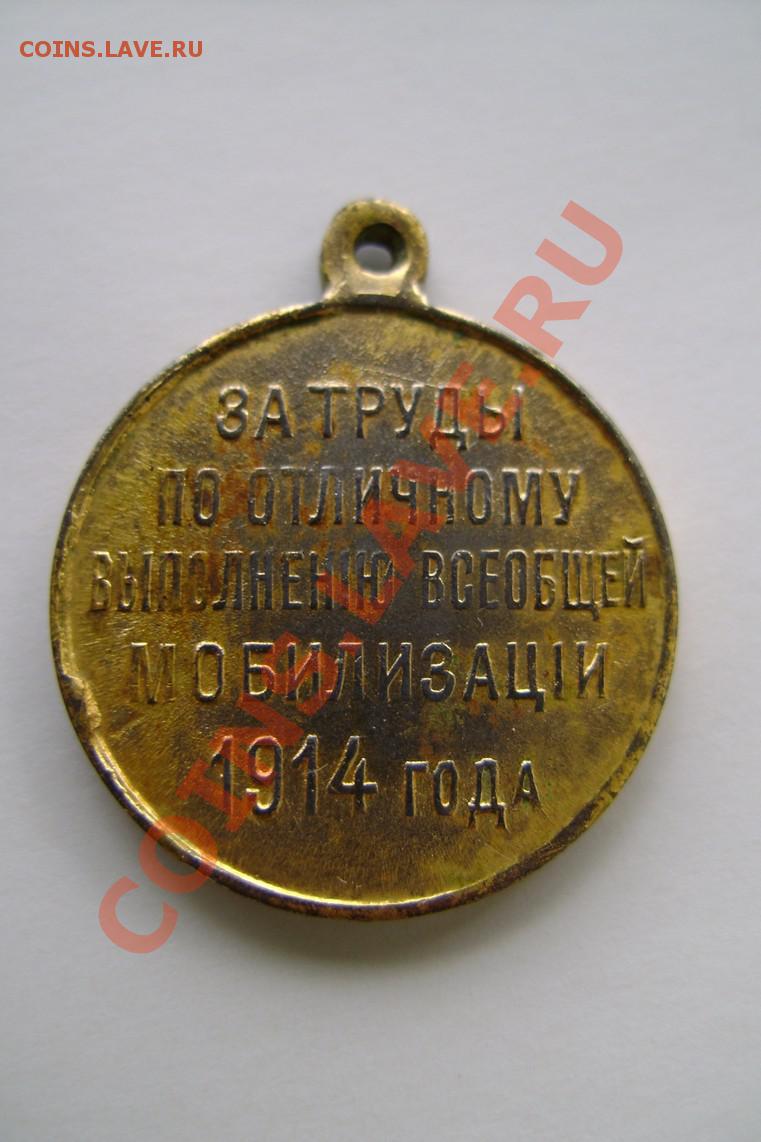 COINS.LAVE.RU
ЗА ТРУДЫ
ПО ОТЛИЧНОМУ
ВЫПОЛНЕНІЮ ВСЕОБЩЕЙ
МОБИЛИЗАЦІИ
1914 ГОДА
COINS.LAVE.RU